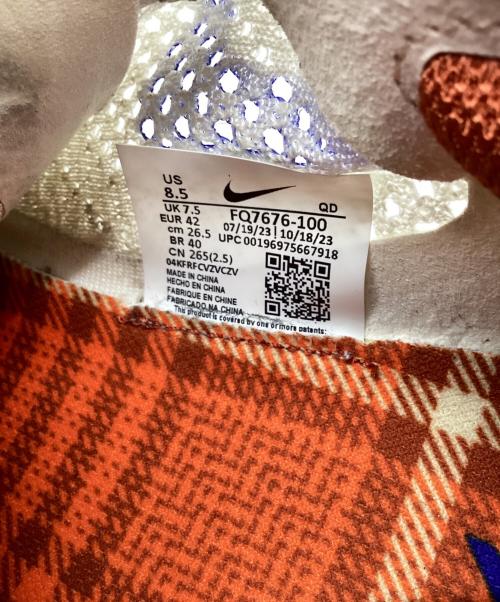 US
8.5
QD
UK 7.5
FQ7676-100
EUR 42
07/19/23 | 10/18/23
cm 26.5
UPC 00196975667918
BR 40
CN 265(2.5)
04KFRFCVZVCZV
MADE IN CHINA
HECHO EN CHINA
FABRIQUE EN CHINE
FABRICADO NA CHINA
This product is covered by one or more patents: